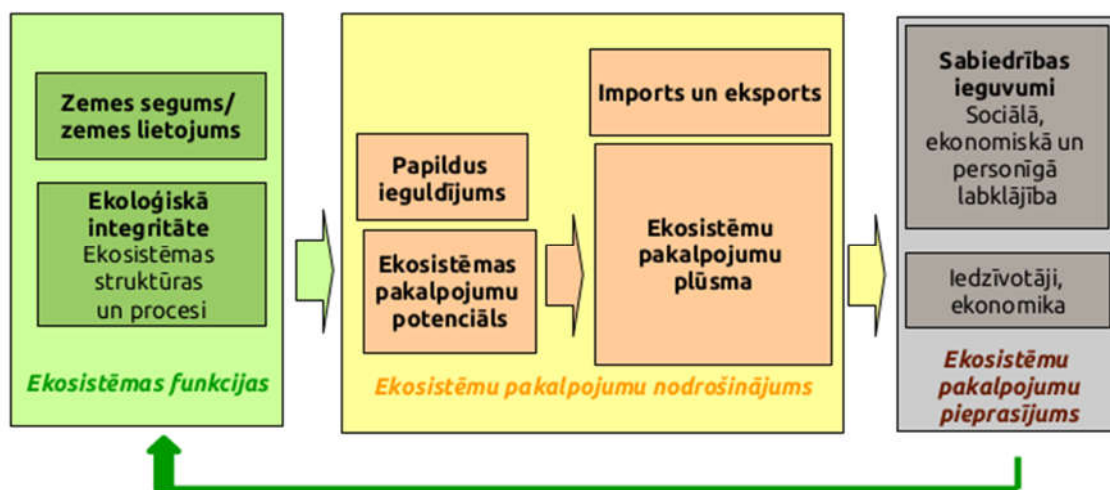 Zemes segums/
zemes lietojums
Ekoloģiskā
integritāte
Ekosistēmas
struktūras
un procesi
Ekosistēmas funkcijas
Papildus
ieguldījums
Ekosistēmas
pakalpojumu
potenciāls
Imports un eksports
Ekosistēmu
pakalpojumu
plūsma
Ekosistēmu pakalpojumu nodrošinājums
Sabiedrības
ieguvumi
Sociālā,
ekonomiskā un
personīgā
labklājība
Iedzīvotāji,
ekonomika
Ekosistēmu
pakalpojumu
pieprasījums